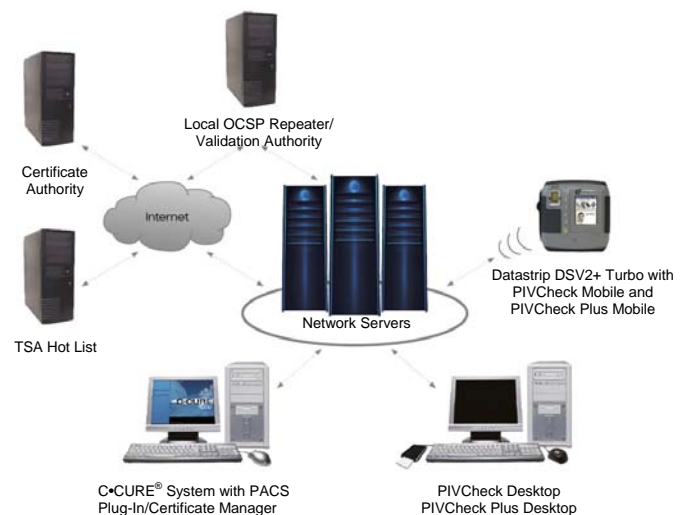 Local OCSP Repeater/
Validation Authority
Certificate
Authority
Internet
Datastrip DSV2+ Turbo with
PIVCheck Mobile and
PIVCheck Plus Mobile
Network Servers
TSA Hot List
C•CURE
C•CURE® System with PACS
Plug-In/Certificate Manager
PIVCheck Desktop
PIVCheck Plus Desktop